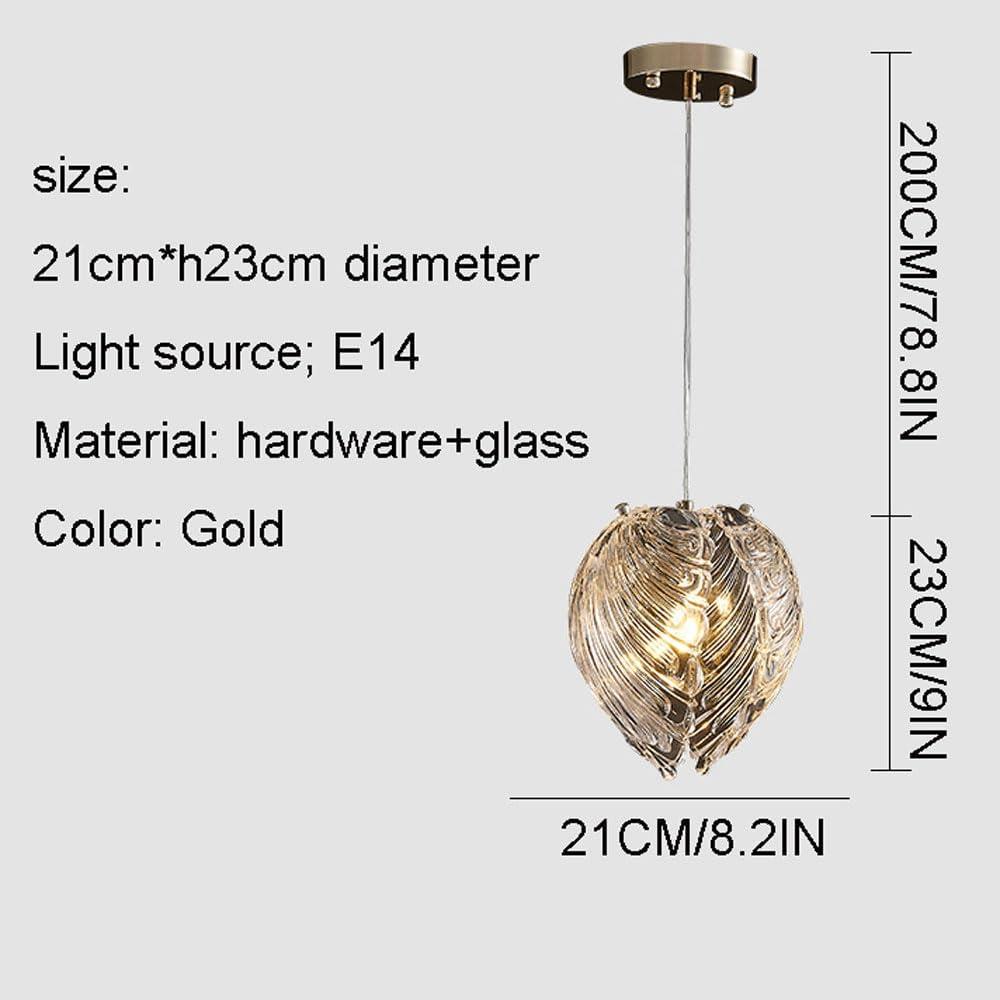 size:
21cm*h23cm diameter
Light source; E14
Material: hardware+glass
Color: Gold
200CM/78.8IN
23CM/9IN
21CM/8.2IN